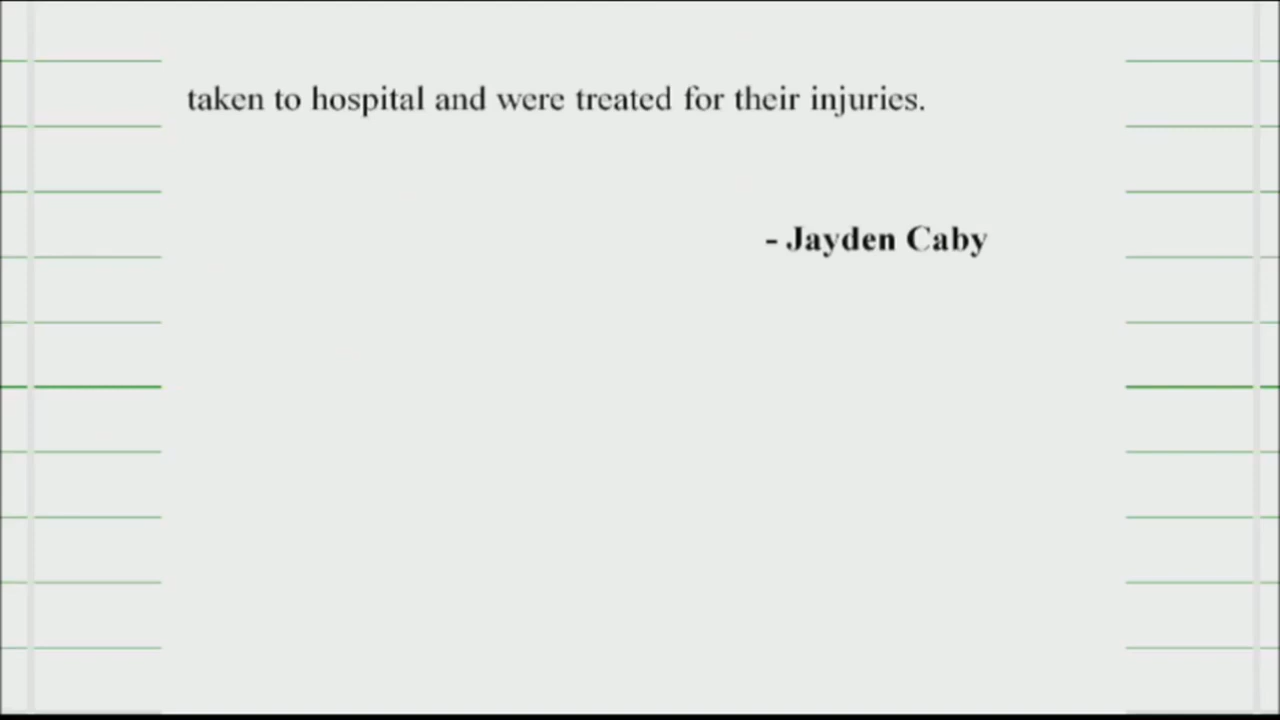 taken to hospital and were treated for their injuries.
- Jayden Caby